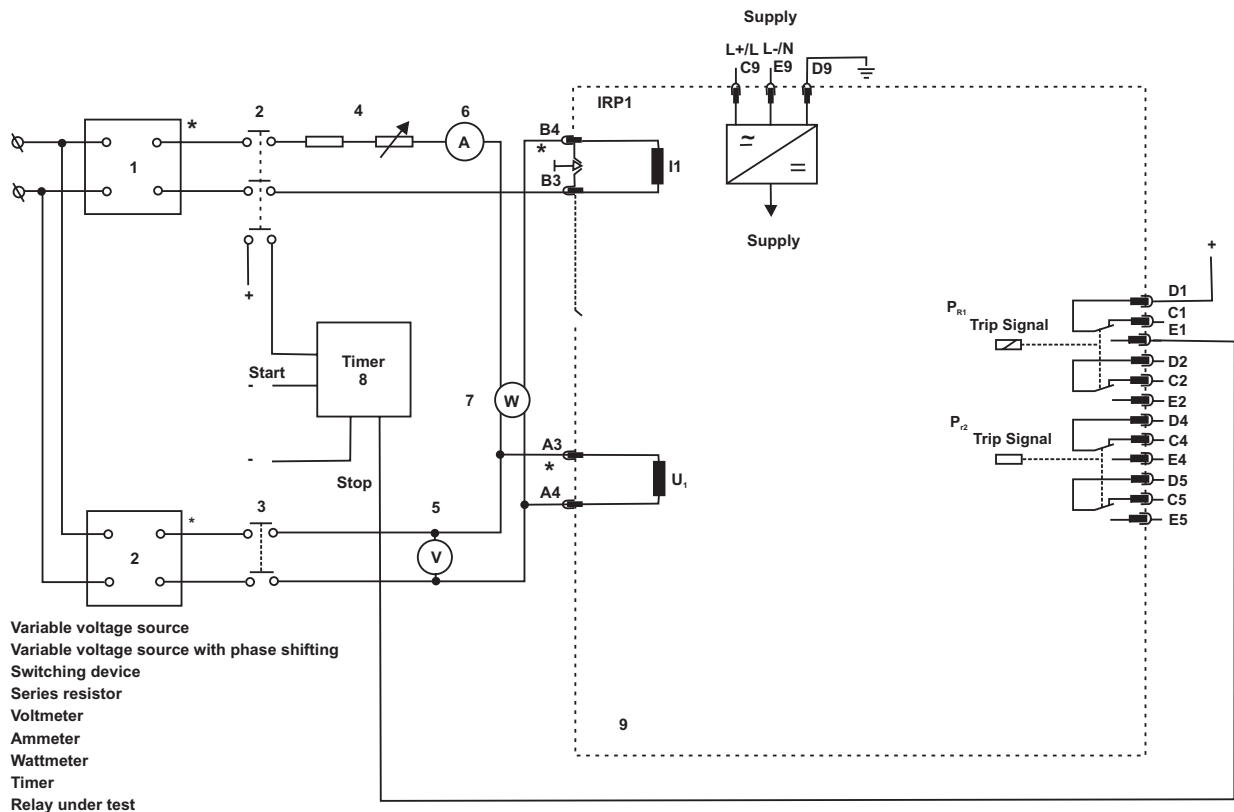 Supply
L+/L L-/N
C9 E9 D9
IRP1
2 4 6
*
A
B4
*
B3
I1
1
≃
=
Supply
+
+
D1
C1
E1
P_R1
Trip Signal
D2
C2
E2
Timer
8
Start
-
-
Stop
7
W
D4
C4
E4
P_r2
Trip Signal
D5
C5
E5
A3
*
A4
U_1
*
3
5
2
V
9
Variable voltage source
Variable voltage source with phase shifting
Switching device
Series resistor
Voltmeter
Ammeter
Wattmeter
Timer
Relay under test